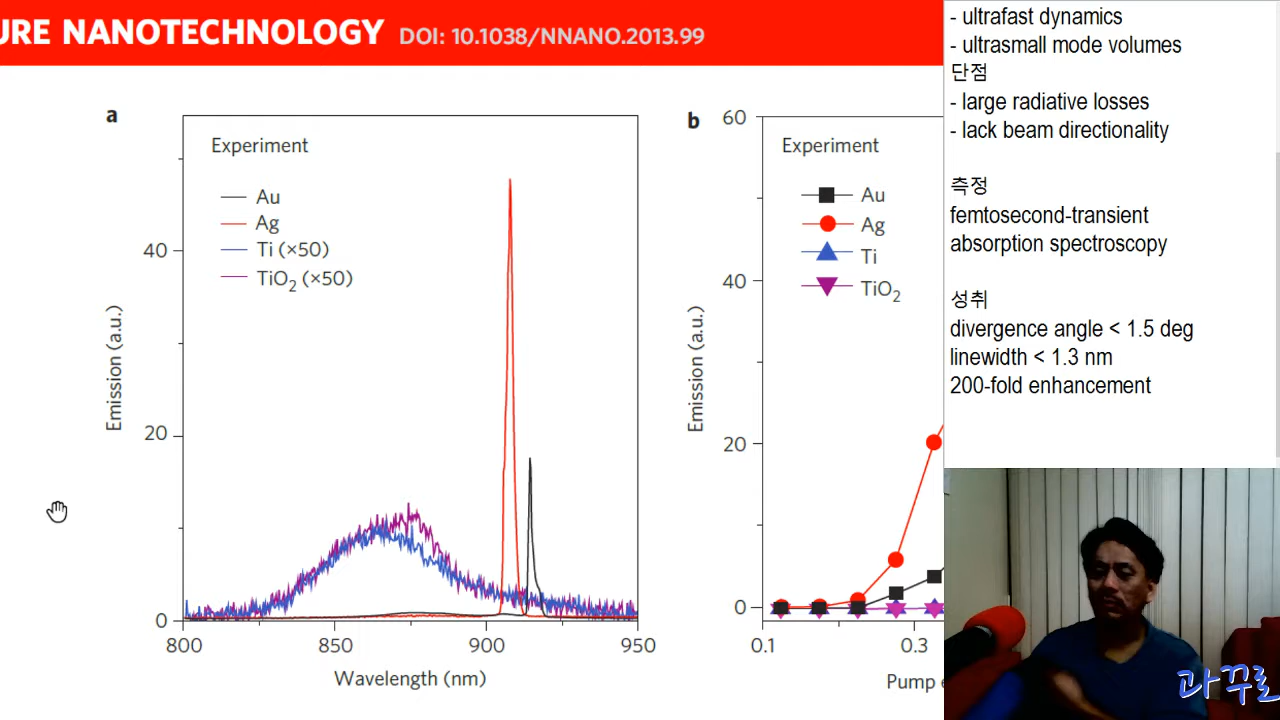 URE NANOTECHNOLOGY DOI: 10.1038/NNANO.2013.99
a
Experiment
Au
Ag
Ti (×50)
TiO2 (×50)
40
20
0
Emission (a.u.)
800 850 900 950
Wavelength (nm)
b
Experiment
Au
Ag
Ti
TiO2
60
40
20
0
Emission (a.u.)
0.1 0.3
Pump e
- ultrafast dynamics
- ultrasmall mode volumes
단점
- large radiative losses
- lack beam directionality
측정
femtosecond-transient
absorption spectroscopy
성취
divergence angle < 1.5 deg
linewidth < 1.3 nm
200-fold enhancement
과 꾸로